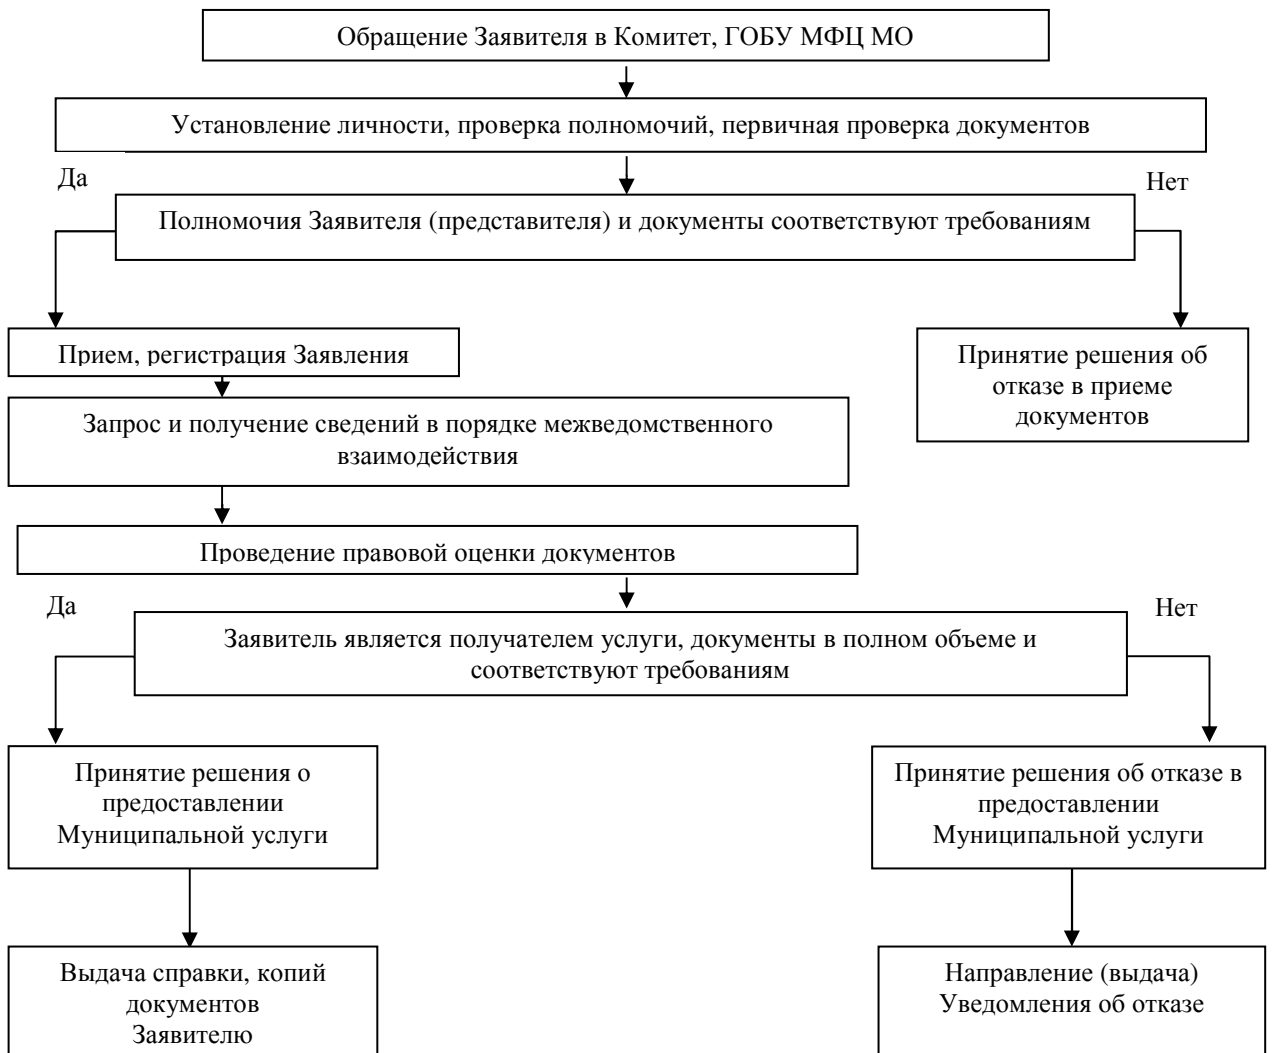 Обращение Заявителя в Комитет, ГОБУ МФЦ МО
Установление личности, проверка полномочий, первичная проверка документов
Да
Нет
Полномочия Заявителя (представителя) и документы соответствуют требованиям
Прием, регистрация Заявления
Принятие решения об
отказе в приеме
документов
Запрос и получение сведений в порядке межведомственного
взаимодействия
Проведение правовой оценки документов
Да
Нет
Заявитель является получателем услуги, документы в полном объеме и
соответствуют требованиям
Принятие решения о
предоставлении
Муниципальной услуги
Принятие решения об отказе в
предоставлении
Муниципальной услуги
Выдача справки, копий
документов
Заявителю
Направление (выдача)
Уведомления об отказе